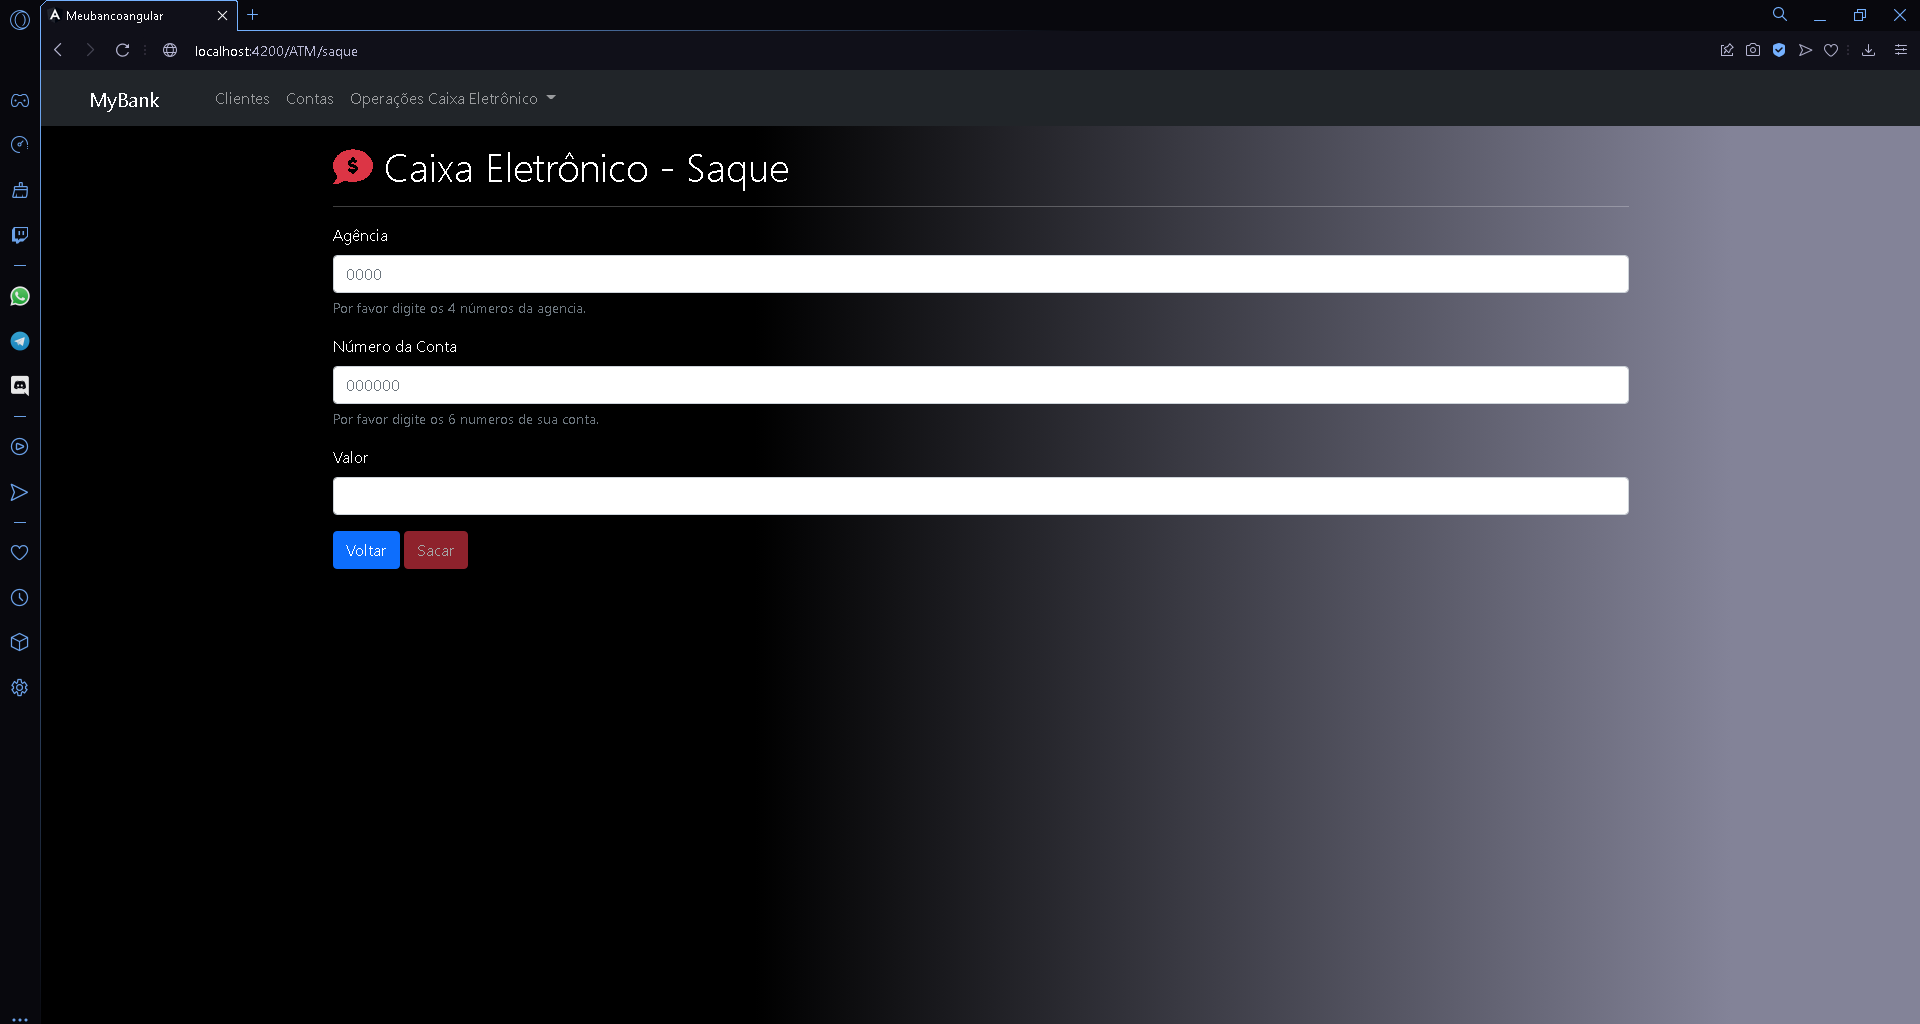 Meubancoangular
localhost:4200/ATM/saque
MyBank Clientes Contas Operações Caixa Eletrônico
$ Caixa Eletrônico - Saque
Agência
0000
Por favor digite os 4 números da agencia.
Número da Conta
000000
Por favor digite os 6 numeros de sua conta.
Valor
Voltar Sacar